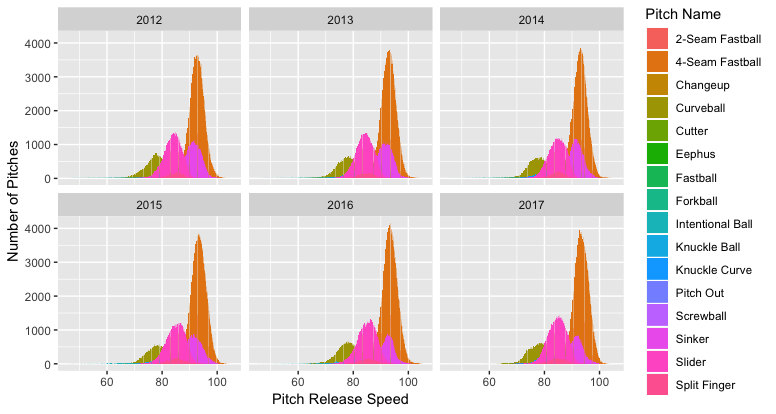 2012 2013 2014
4000
3000
2000
1000
0
2015 2016 2017
4000
3000
2000
1000
0
60 80 100 60 80 100 60 80 100
Pitch Release Speed
Number of Pitches
Pitch Name
2-Seam Fastball
4-Seam Fastball
Changeup
Curveball
Cutter
Eephus
Fastball
Forkball
Intentional Ball
Knuckle Ball
Knuckle Curve
Pitch Out
Screwball
Sinker
Slider
Split Finger